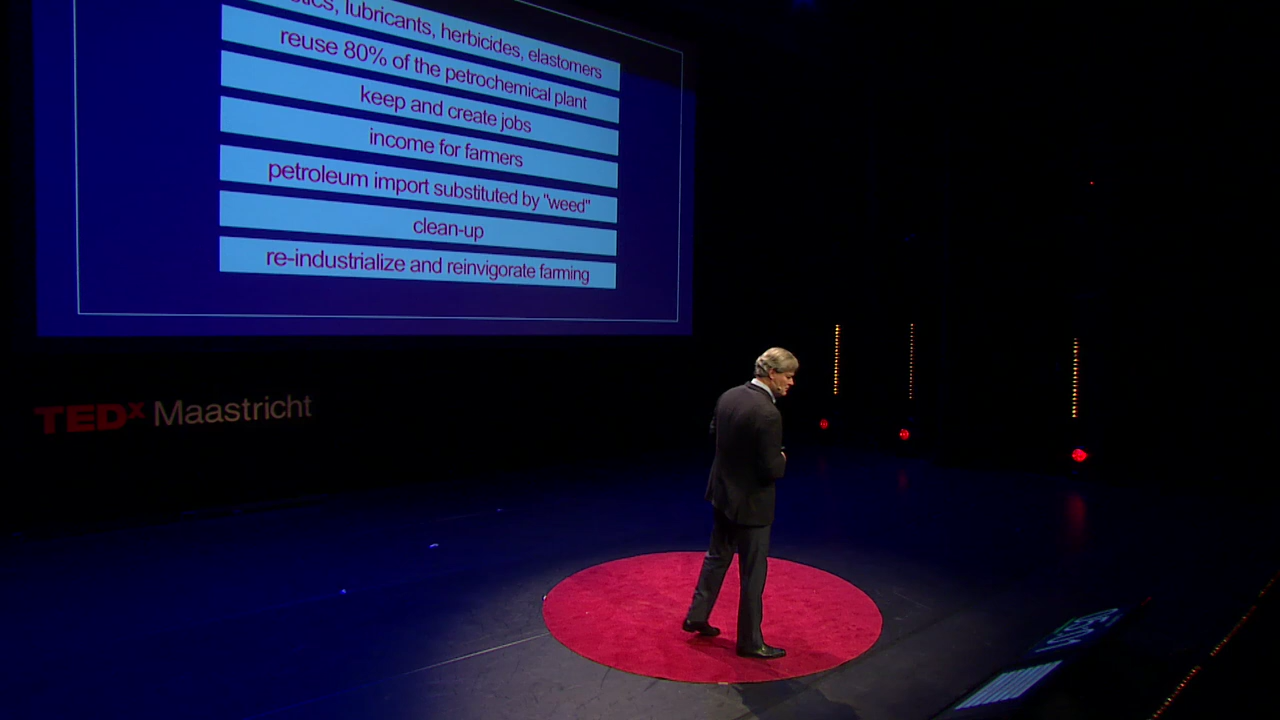 lubricants, herbicides, elastomers
reuse 80% of the petrochemical plant
keep and create jobs
income for farmers
petroleum import substituted by "weed"
clean-up
re-industrialize and reinvigorate farming
TEDx Maastricht